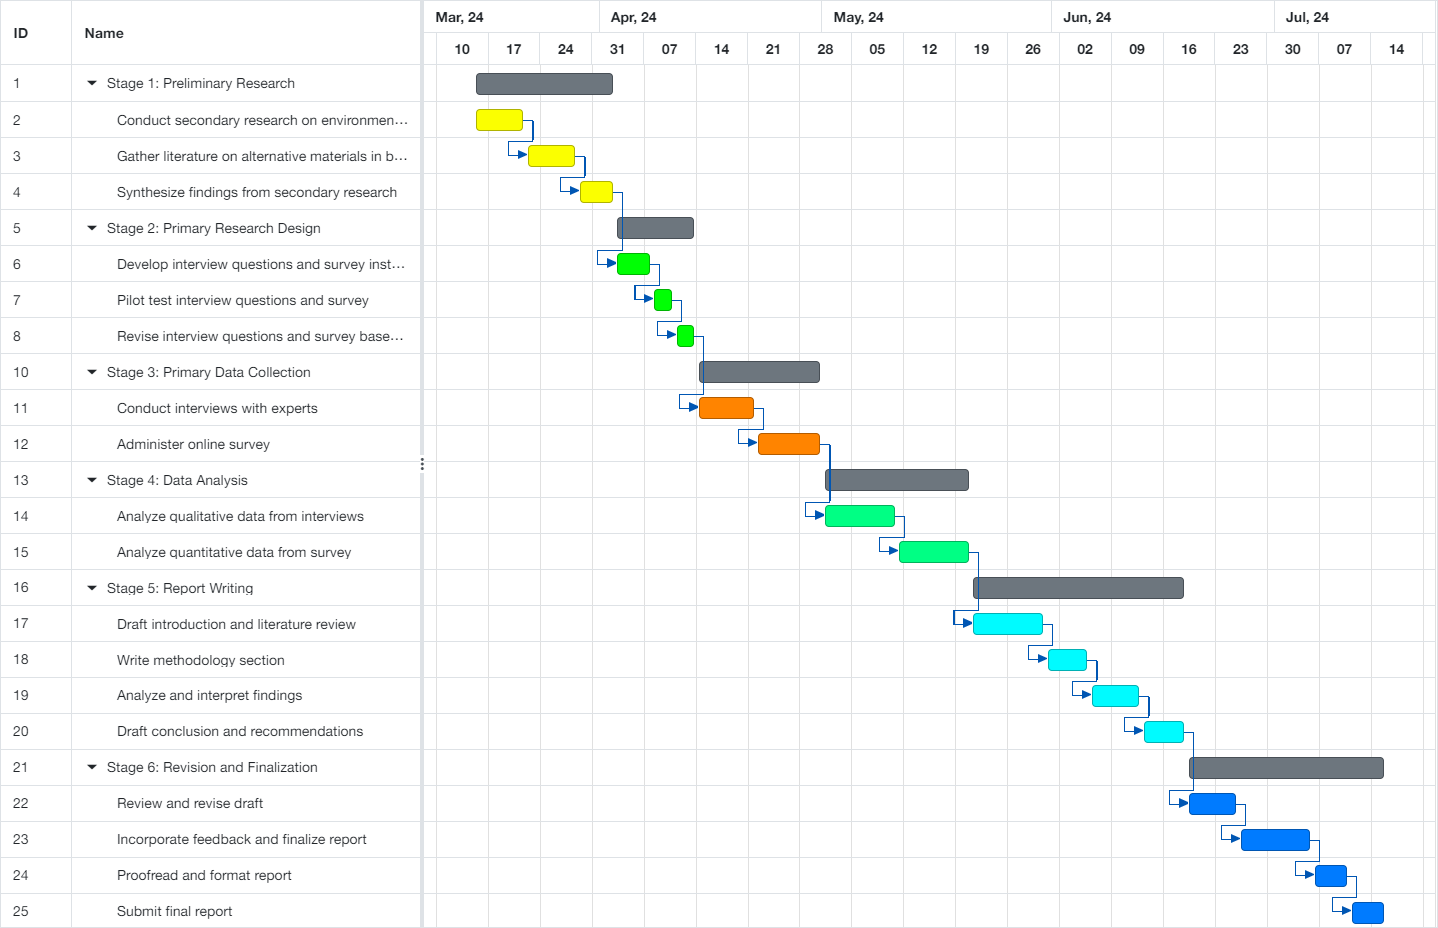 ID Name Mar, 24 Apr, 24 May, 24 Jun, 24 Jul, 24
10 17 24 31 07 14 21 28 05 12 19 26 02 09 16 23 30 07 14
1 Stage 1: Preliminary Research
2 Conduct secondary research on environmen...
3 Gather literature on alternative materials in b...
4 Synthesize findings from secondary research
5 Stage 2: Primary Research Design
6 Develop interview questions and survey inst...
7 Pilot test interview questions and survey
8 Revise interview questions and survey base...
10 Stage 3: Primary Data Collection
11 Conduct interviews with experts
12 Administer online survey
13 Stage 4: Data Analysis
14 Analyze qualitative data from interviews
15 Analyze quantitative data from survey
16 Stage 5: Report Writing
17 Draft introduction and literature review
18 Write methodology section
19 Analyze and interpret findings
20 Draft conclusion and recommendations
21 Stage 6: Revision and Finalization
22 Review and revise draft
23 Incorporate feedback and finalize report
24 Proofread and format report
25 Submit final report